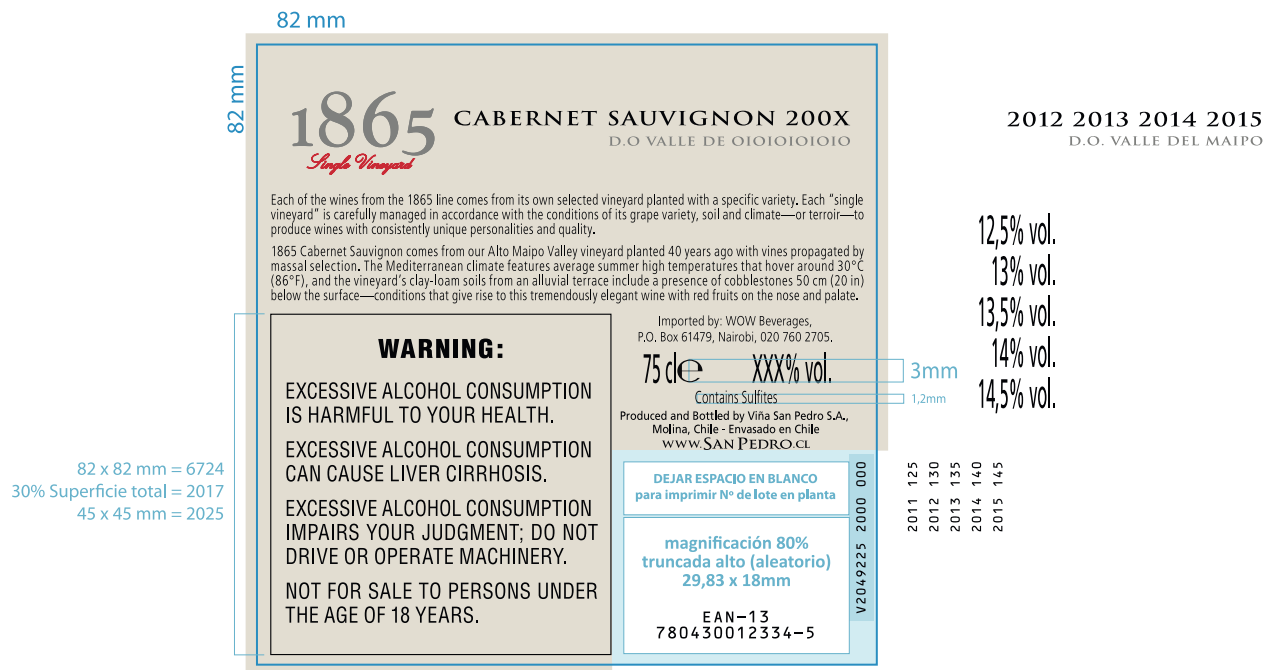 82 mm
82 mm
1865
Single Vineyard
CABERNET SAUVIGNON 200X
D.O VALLE DE OIOIOIOIOIO
2012 2013 2014 2015
D.O. VALLE DEL MAIPO
Each of the wines from the 1865 line comes from its own selected vineyard planted with a specific variety. Each “single
vineyard” is carefully managed in accordance with the conditions of its grape variety, soil and climate—or terroir—to
produce wines with consistently unique personalities and quality.
1865 Cabernet Sauvignon comes from our Alto Maipo Valley vineyard planted 40 years ago with vines propagated by
massal selection. The Mediterranean climate features average summer high temperatures that hover around 30°C
(86°F), and the vineyard’s clay-loam soils from an alluvial terrace include a presence of cobblestones 50 cm (20 in)
below the surface—conditions that give rise to this tremendously elegant wine with red fruits on the nose and palate.
12,5% vol.
13% vol.
13,5% vol.
14% vol.
14,5% vol.
WARNING:
EXCESSIVE ALCOHOL CONSUMPTION
IS HARMFUL TO YOUR HEALTH.
EXCESSIVE ALCOHOL CONSUMPTION
CAN CAUSE LIVER CIRRHOSIS.
EXCESSIVE ALCOHOL CONSUMPTION
IMPAIRS YOUR JUDGMENT; DO NOT
DRIVE OR OPERATE MACHINERY.
NOT FOR SALE TO PERSONS UNDER
THE AGE OF 18 YEARS.
Imported by: WOW Beverages,
P.O. Box 61479, Nairobi, 020 760 2705.
75 cl℮ XXX% vol.
3mm
Contains Sulfites
1,2mm
Produced and Bottled by Viña San Pedro S.A.,
Molina, Chile - Envasado en Chile
WWW.SAN PEDRO.CL
82 x 82 mm = 6724
30% Superficie total = 2017
45 x 45 mm = 2025
DEJAR ESPACIO EN BLANCO
para imprimir Nº de lote en planta
magnificación 80%
truncada alto (aleatorio)
29,83 x 18mm
EAN-13
780430012334-5
V2049225 2000 000
2011 125
2012 130
2013 135
2014 140
2015 145